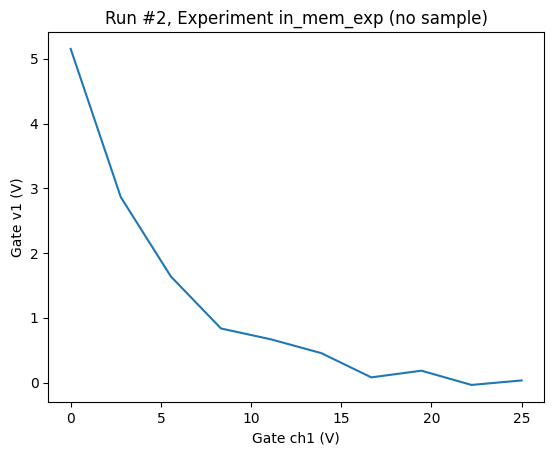 Run #2, Experiment in_mem_exp (no sample)
5
4
3
2
1
0
Gate v1 (V)
0 5 10 15 20 25
Gate ch1 (V)